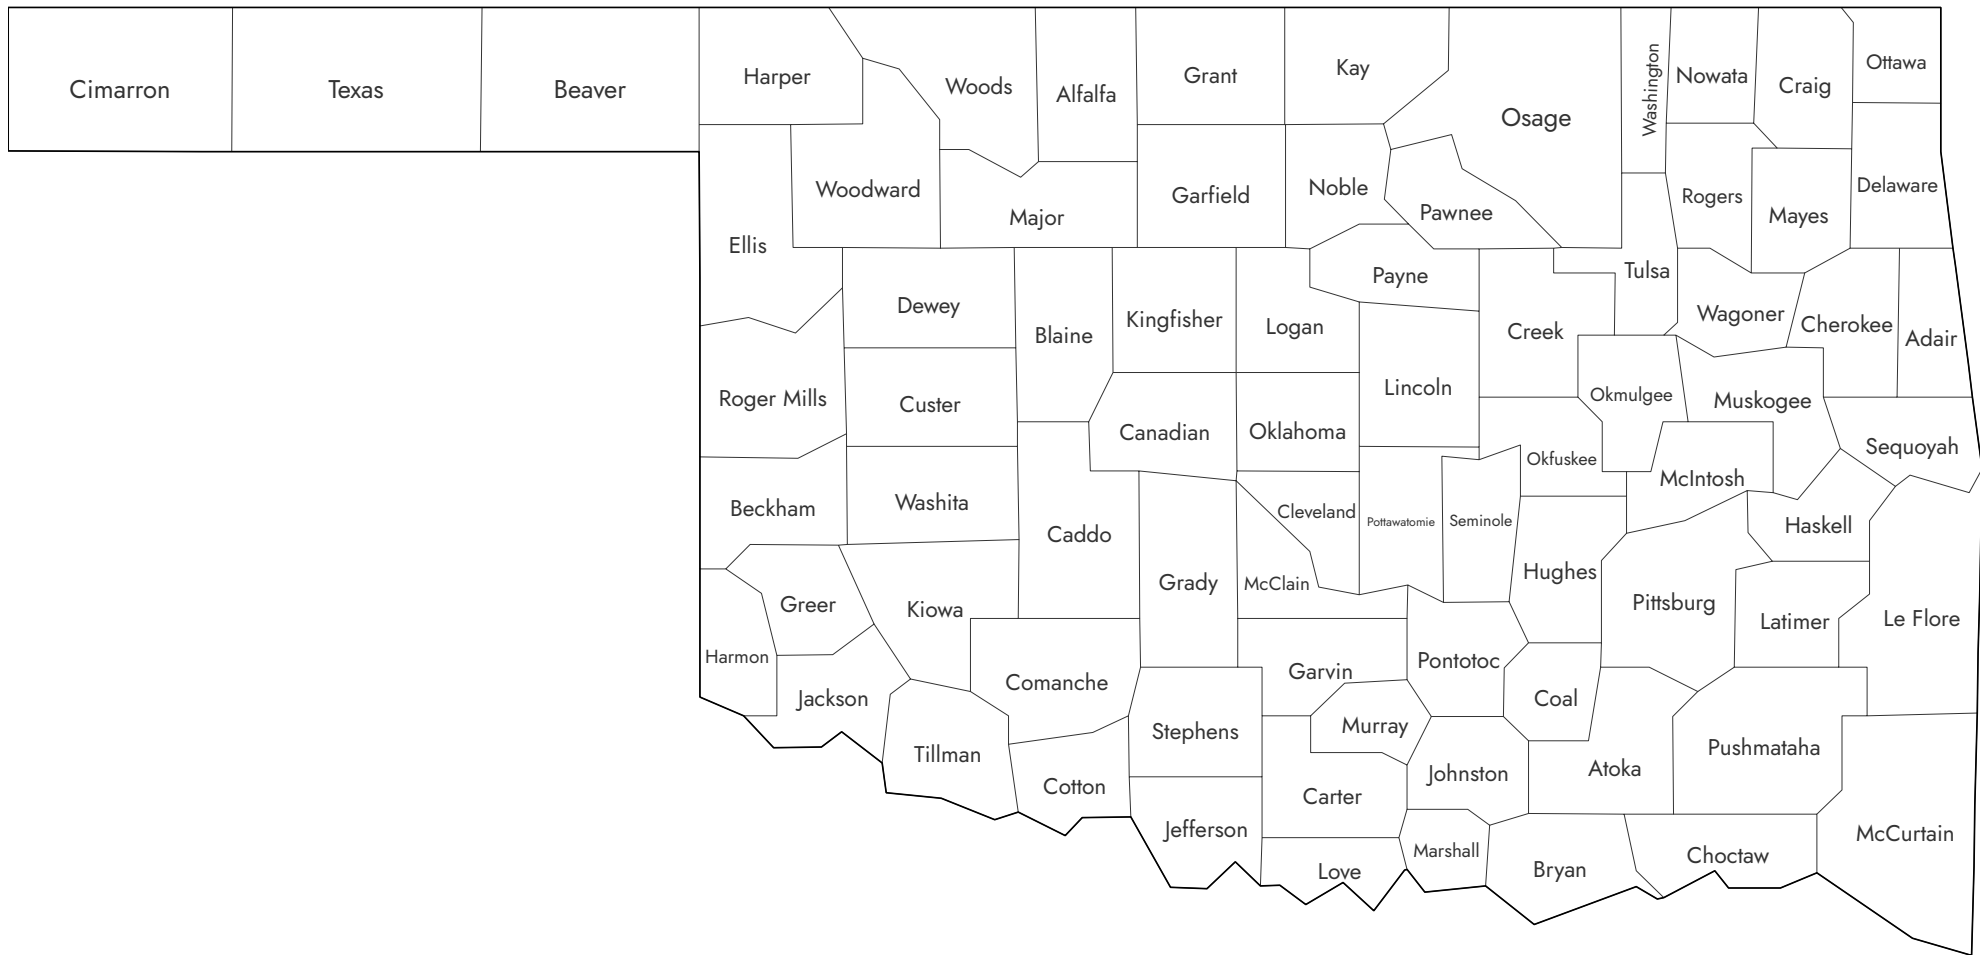 Cimarron
Texas
Beaver
Harper
Woods
Alfalfa
Grant
Kay
Osage
Washington
Nowata
Craig
Ottawa
Woodward
Ellis
Major
Garfield
Noble
Pawnee
Rogers
Mayes
Delaware
Dewey
Blaine
Kingfisher
Logan
Payne
Creek
Tulsa
Wagoner
Cherokee
Adair
Roger Mills
Custer
Canadian
Oklahoma
Lincoln
Okmulgee
Muskogee
Sequoyah
Beckham
Washita
Caddo
Grady
McClain
Cleveland
Pottawatomie
Seminole
Okfuskee
McIntosh
Haskell
Hughes
Pittsburg
Latimer
Le Flore
Harmon
Greer
Kiowa
Jackson
Comanche
Tillman
Cotton
Stephens
Garvin
Murray
Pontotoc
Coal
Carter
Johnston
Atoka
Pushmataha
McCurtain
Jefferson
Love
Marshall
Bryan
Choctaw